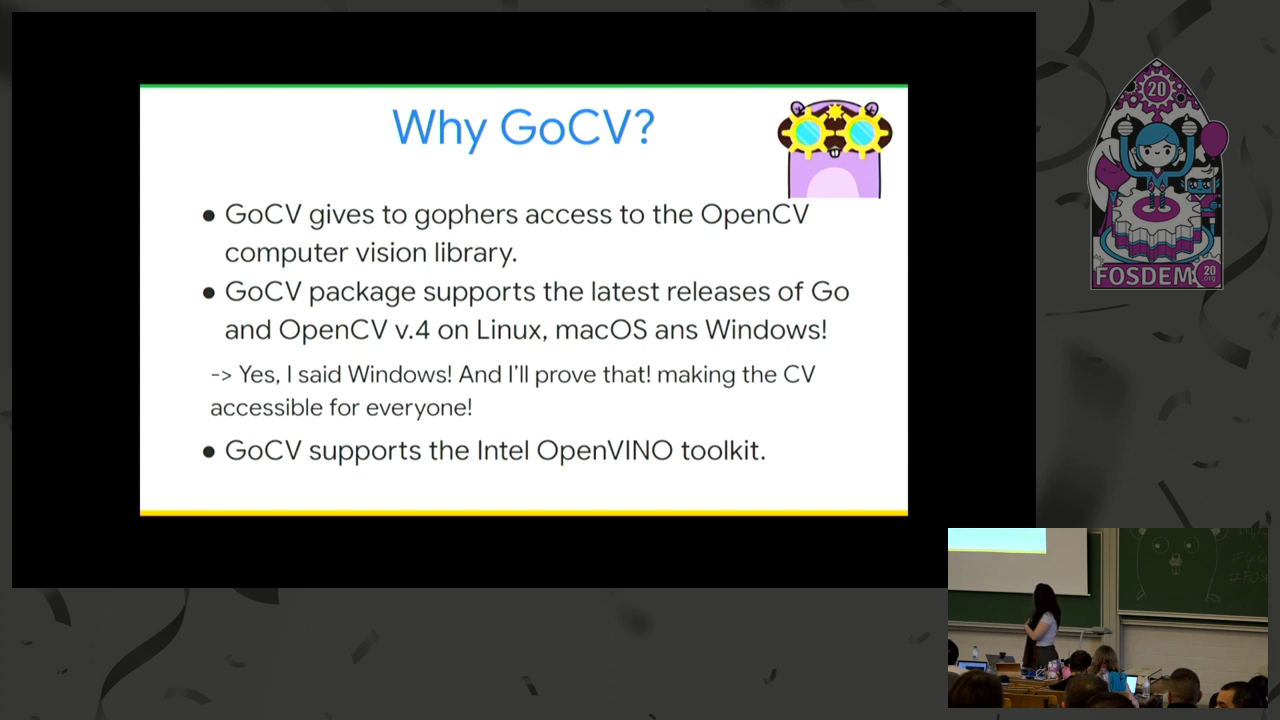 Why GoCV?
● GoCV gives to gophers access to the OpenCV
computer vision library.
● GoCV package supports the latest releases of Go
and OpenCV v.4 on Linux, macOS ans Windows!
-> Yes, I said Windows! And I'll prove that! making the CV
accessible for everyone!
● GoCV supports the Intel OpenVINO toolkit.
20
FOSDEM
20
.org